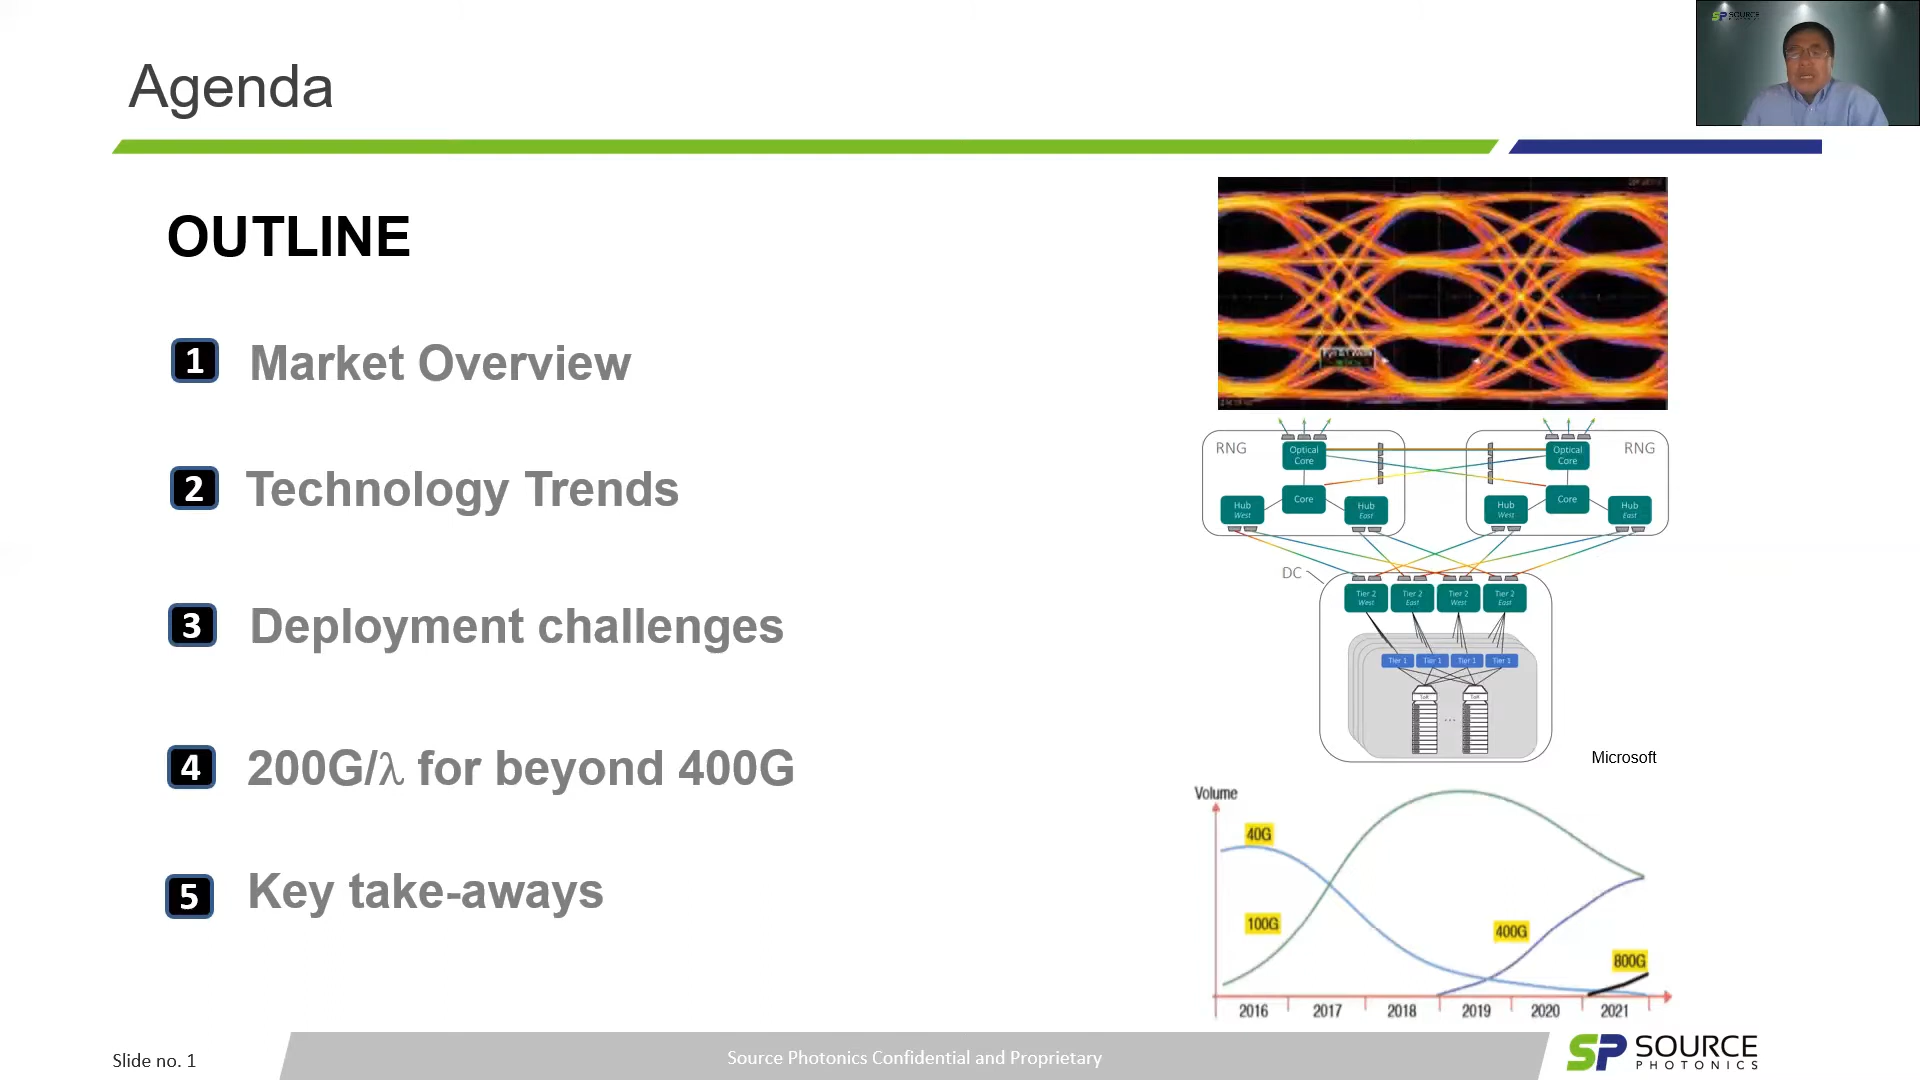 Agenda
SP SOURCE
OUTLINE
1 Market Overview
2 Technology Trends
3 Deployment challenges
4 200G/λ for beyond 400G
5 Key take-aways
RNG
Optical
Core
Core
Hub
West
Hub
East
Optical
Core
RNG
Core
Hub
West
Hub
East
DC
Tier 2
West
Tier 2
East
Tier 2
West
Tier 2
East
Tier 1 Tier 1 Tier 1 Tier 1
ToR ToR
...
Microsoft
Volume
40G
100G
400G
800G
2016 2017 2018 2019 2020 2021
Slide no. 1
Source Photonics Confidential and Proprietary
SP SOURCE
PHOTONICS